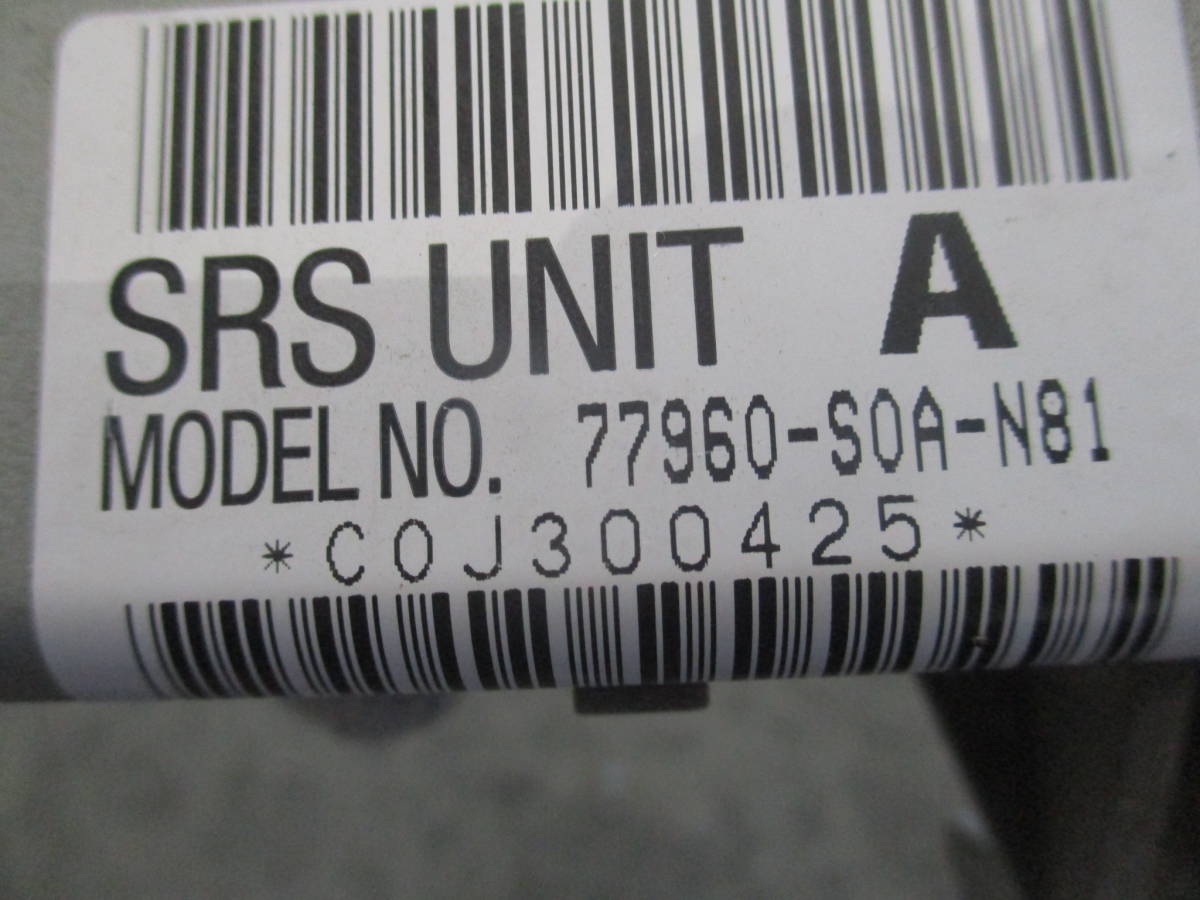 SRS UNIT A
MODEL NO. 77960-S0A-N81
*C0J300425*